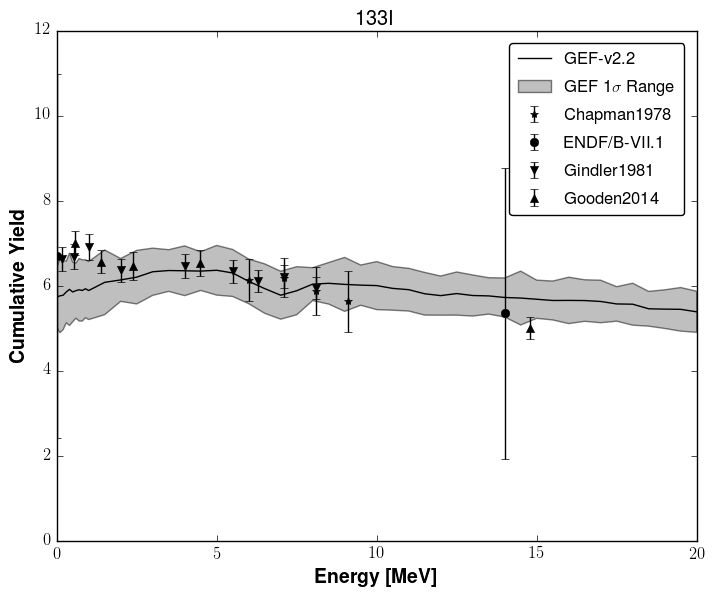 133I
12
10
8
6
4
2
0
Cumulative Yield
GEF-v2.2
GEF 1σ Range
Chapman1978
ENDF/B-VII.1
Gindler1981
Gooden2014
0 5 10 15 20
Energy [MeV]